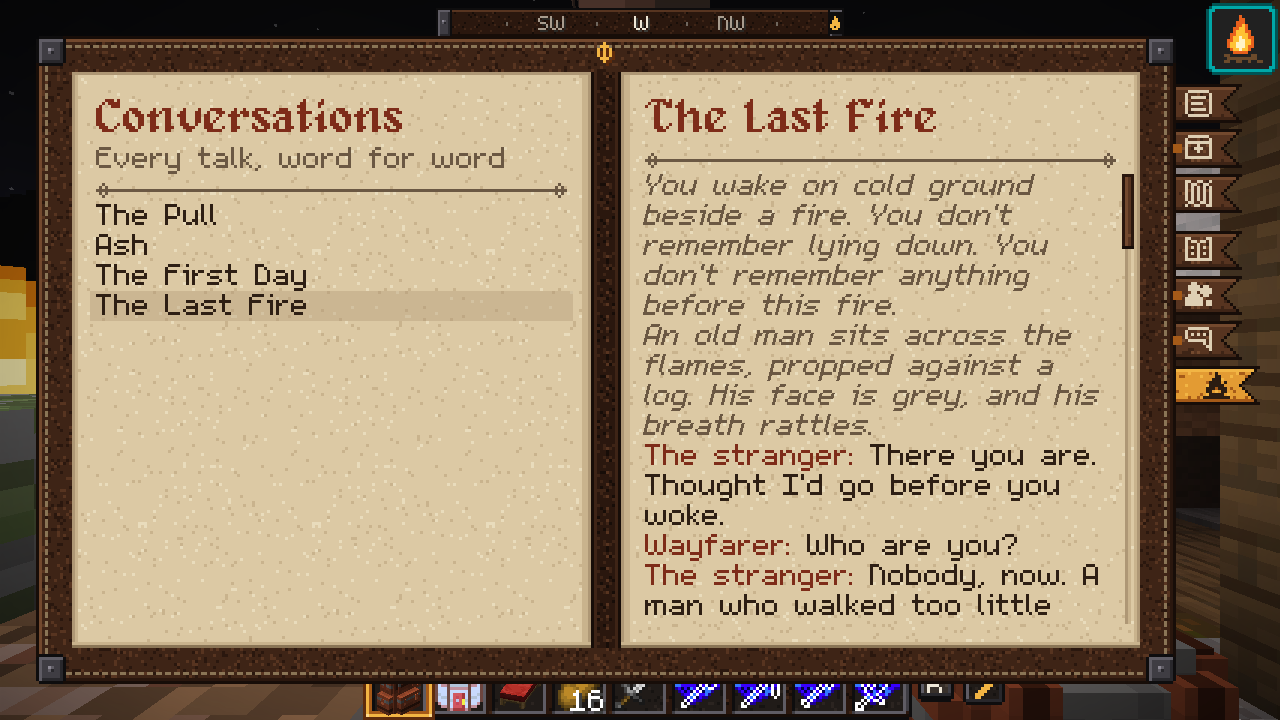 SW
W
NW
Conversations
Every talk, word for word
The Pull
Ash
The First Day
The Last Fire
The Last Fire
You wake on cold ground
beside a fire. You don't
remember lying down. You
don't remember anything
before this fire.
An old man sits across the
flames, propped against a
log. His face is grey, and his
breath rattles.
The stranger: There you are.
Thought I'd go before you
woke.
Wayfarer: Who are you?
The stranger: Nobody, now. A
man who walked too little
16